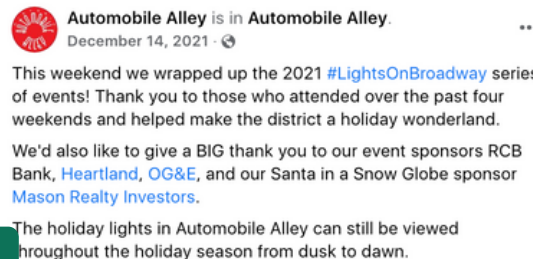 Automobile Alley is in Automobile Alley.
December 14, 2021 ·
This weekend we wrapped up the 2021 #LightsOnBroadway series
of events! Thank you to those who attended over the past four
weekends and helped make the district a holiday wonderland.
We'd also like to give a BIG thank you to our event sponsors RCB
Bank, Heartland, OG&E, and our Santa in a Snow Globe sponsor
Mason Realty Investors.
The holiday lights in Automobile Alley can still be viewed
throughout the holiday season from dusk to dawn.